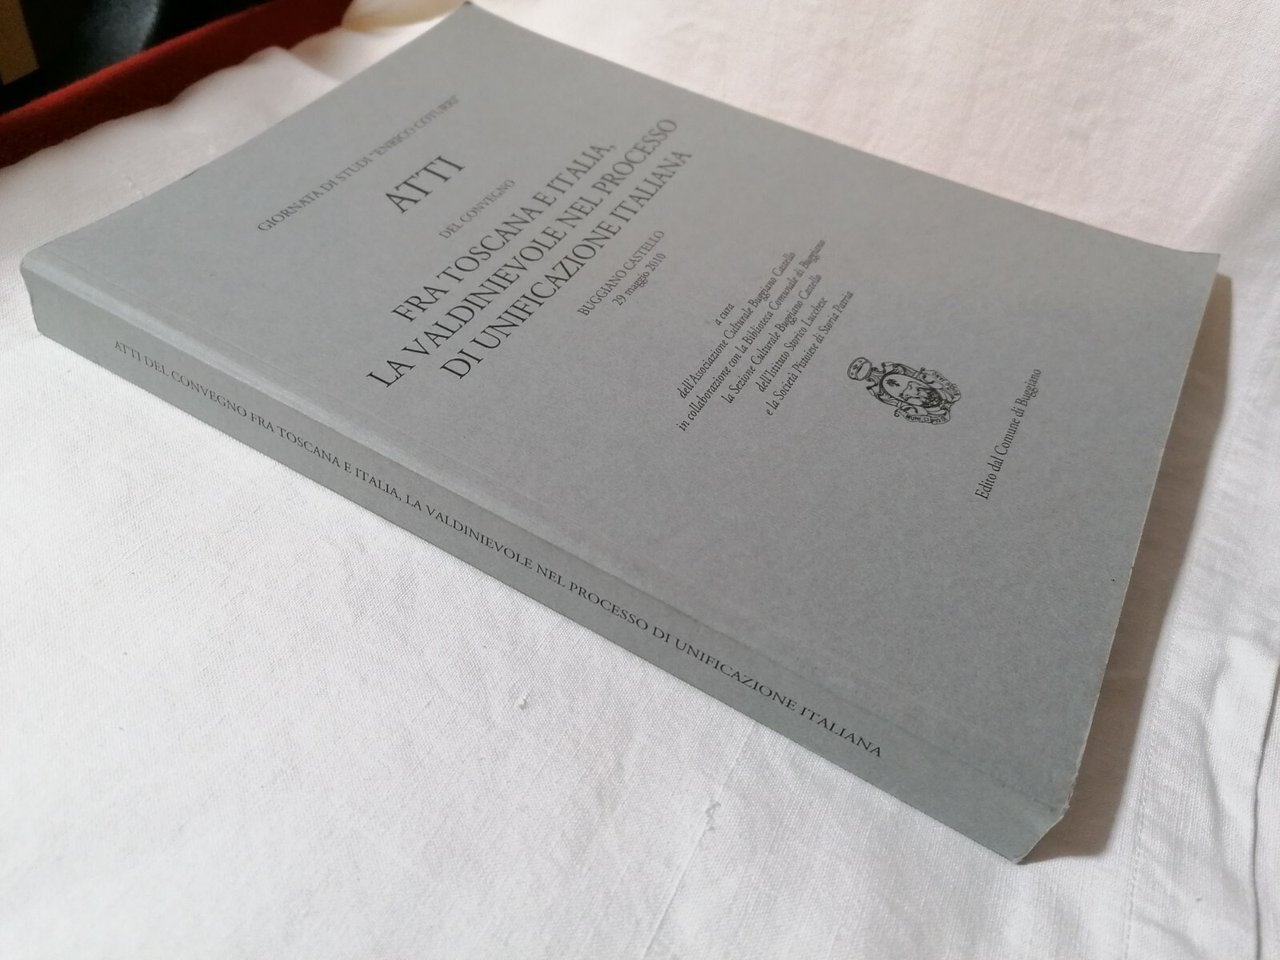 GIORNATA DI STUDI "ENRICO COTURRI"
ATTI
DEL CONVEGNO
FRA TOSCANA E ITALIA,
LA VALDINIEVOLE NEL PROCESSO
DI UNIFICAZIONE ITALIANA
BUGGIANO CASTELLO
29 maggio 2010
a cura
dell'Associazione Culturale Buggiano Castello
in collaborazione con la Biblioteca Comunale di Buggiano
la Sezione Culturale Buggiano Castello
dell'Istituto Storico Lucchese
e la Società Pistoiese di Storia Patria
Edito dal Comune di Buggiano
ATTI DEL CONVEGNO FRA TOSCANA E ITALIA, LA VALDINIEVOLE NEL PROCESSO DI UNIFICAZIONE ITALIANA